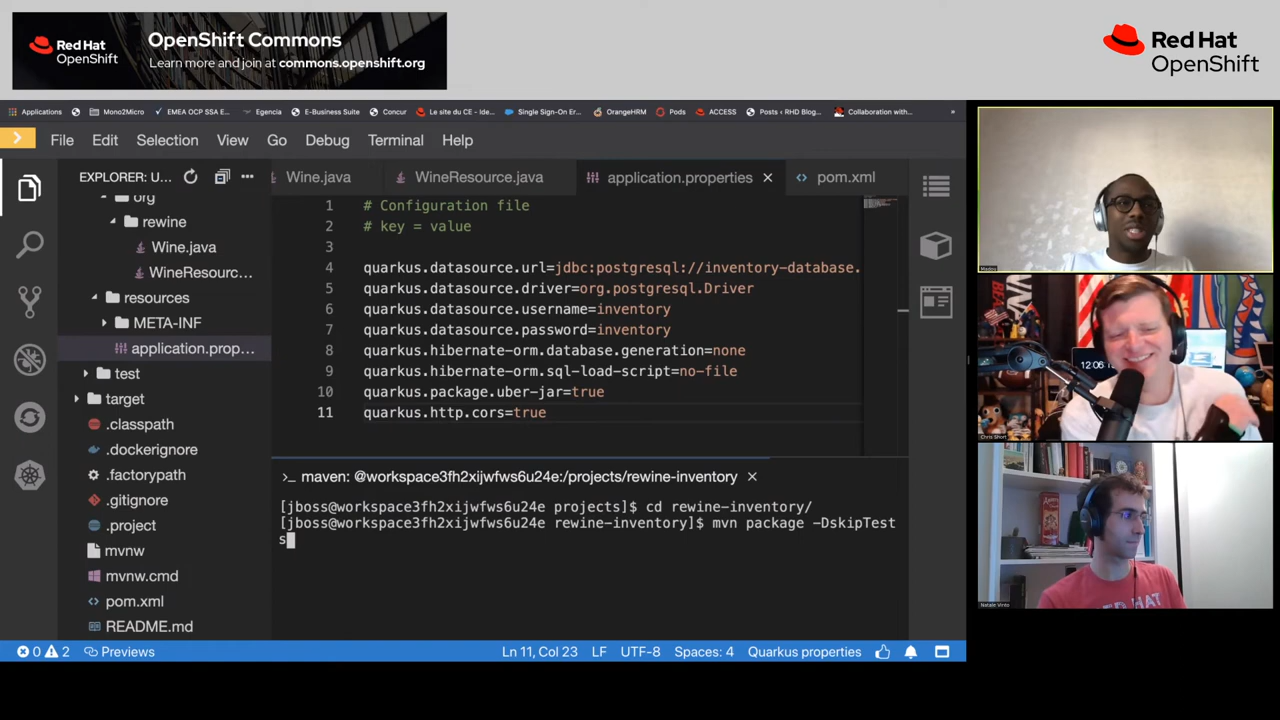 Red Hat
OpenShift
OpenShift Commons
Learn more and join at commons.openshift.org
Red Hat
OpenShift
Applications
Mono2Micro
EMEA OCP SSA E...
Egencia
E-Business Suite
Concur
Le site du CE - Ide...
Single Sign-On Er...
OrangeHRM
Pods
ACCESS
Posts ‹ RHD Blog...
Collaboration with...
»
File Edit Selection View Go Debug Terminal Help
EXPLORER: U...
Wine.java
WineResource.java
application.properties
pom.xml
org
rewine
Wine.java
WineResourc...
resources
META-INF
application.prop...
test
target
.classpath
.dockerignore
.factorypath
.gitignore
.project
mvnw
mvnw.cmd
pom.xml
README.md
1 # Configuration file
2 # key = value
3
4 quarkus.datasource.url=jdbc:postgresql://inventory-database.
5 quarkus.datasource.driver=org.postgresql.Driver
6 quarkus.datasource.username=inventory
7 quarkus.datasource.password=inventory
8 quarkus.hibernate-orm.database.generation=none
9 quarkus.hibernate-orm.sql-load-script=no-file
10 quarkus.package.uber-jar=true
11 quarkus.http.cors=true
>_ maven: @workspace3fh2xijwfws6u24e:/projects/rewine-inventory
[jboss@workspace3fh2xijwfws6u24e projects]$ cd rewine-inventory/
[jboss@workspace3fh2xijwfws6u24e rewine-inventory]$ mvn package -DskipTest
s
0 2 Previews
Ln 11, Col 23 LF UTF-8 Spaces: 4 Quarkus properties
Chris Short
RED HAT
Natale Vinto